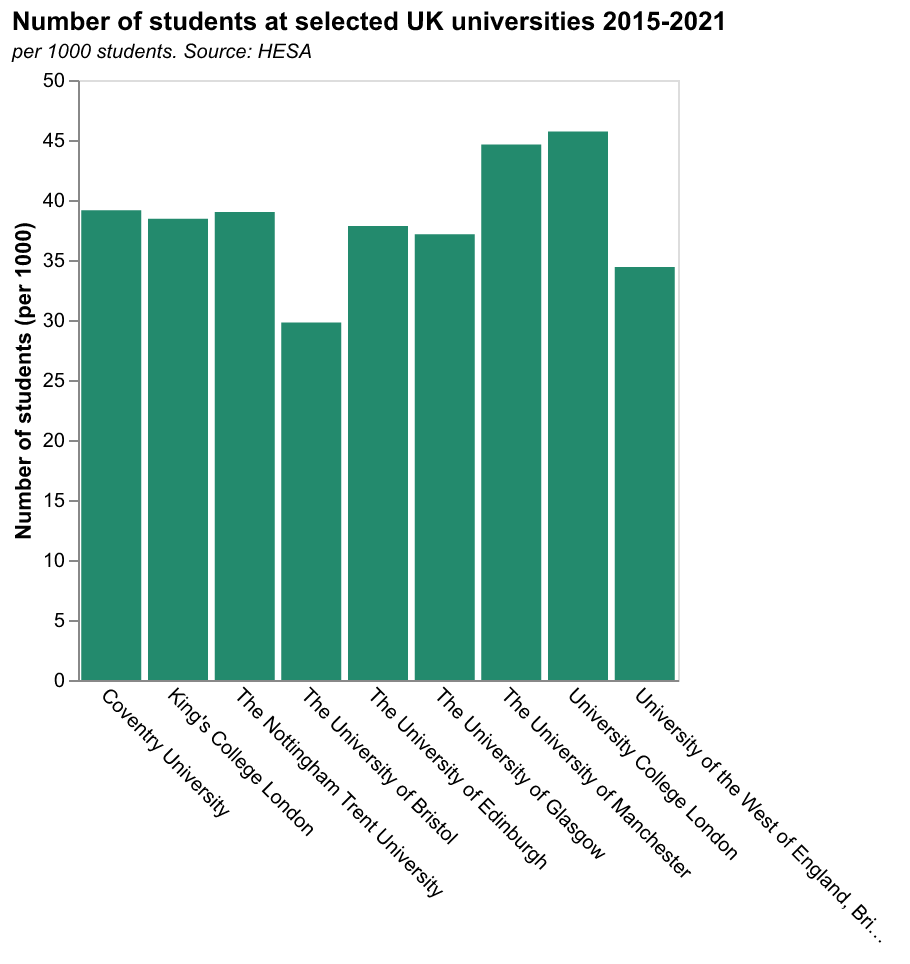 Number of students at selected UK universities 2015-2021
per 1000 students. Source: HESA
Number of students (per 1000)
50
45
40
35
30
25
20
15
10
5
0
Coventry University
King's College London
The Nottingham Trent University
The University of Bristol
The University of Edinburgh
The University of Glasgow
The University of Manchester
University College London
University of the West of England, Bri…